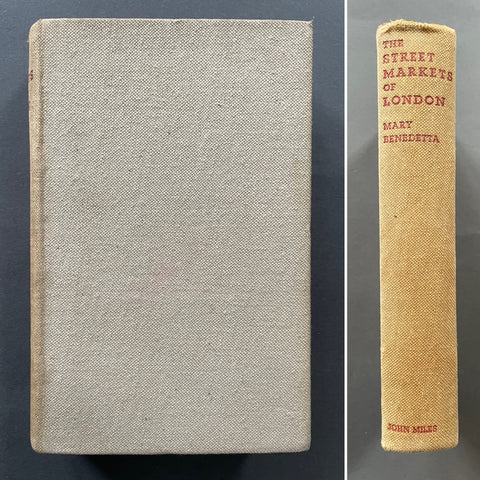 THE
STREET
MARKETS
OF
LONDON
MARY
BENEDETTA
JOHN MILES